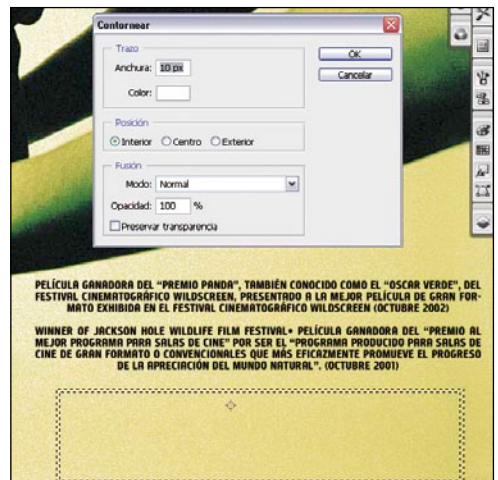 Contornear
Trazo
Anchura: 10 px
Color:
OK
Cancelar
Posición
Interior Centro Exterior
Fusión
Modo: Normal
Opacidad: 100 %
Preservar transparencia
PELÍCULA GANADORA DEL “PREMIO PANDA”, TAMBIÉN CONOCIDO COMO EL “OSCAR VERDE”, DEL
FESTIVAL CINEMATOGRÁFICO WILDSCREEN, PRESENTADO A LA MEJOR PELÍCULA DE GRAN FOR-
MATO EXHIBIDA EN EL FESTIVAL CINEMATOGRÁFICO WILDSCREEN (OCTUBRE 2002)
WINNER OF JACKSON HOLE WILDLIFE FILM FESTIVAL• PELÍCULA GANADORA DEL “PREMIO AL
MEJOR PROGRAMA PARA SALAS DE CINE” POR SER EL “PROGRAMA PRODUCIDO PARA SALAS DE
CINE DE GRAN FORMATO O CONVENCIONALES QUE MÁS EFICAZMENTE PROMUEVE EL PROGRESO
DE LA APRECIACIÓN DEL MUNDO NATURAL”. (OCTUBRE 2001)